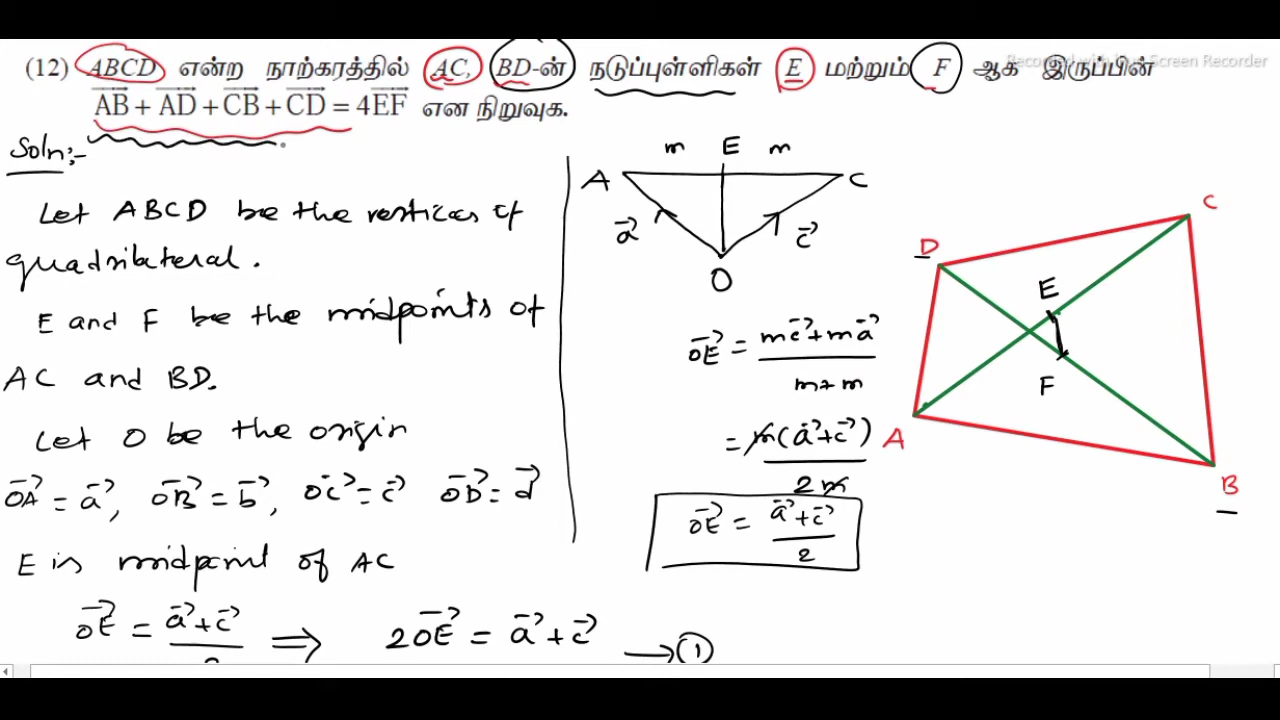 (12) ABCD என்ற நாற்கரத்தில் AC, BD-ன் நடுப்புள்ளிகள் E மற்றும் F ஆக இருப்பின்
AB⃗ + AD⃗ + CB⃗ + CD⃗ = 4EF⃗ என நிறுவுக.
Soln:-
Let ABCD be the vertices of
quadrilateral.
E and F be the midpoints of
AC and BD.
Let O be the origin
OA⃗ = a⃗, OB⃗ = b⃗, OC⃗ = c⃗ OD⃗ = d⃗
E is midpoint of AC
OE⃗ = a⃗+c⃗/2 ⟹ 2OE⃗ = a⃗+c⃗ → ①
m E m
A C
a⃗ c⃗
O
OE⃗ = mc⃗+ma⃗/m+m
= m(a⃗+c⃗)/2m
OE⃗ = a⃗+c⃗/2
C
D
E
F
A
B